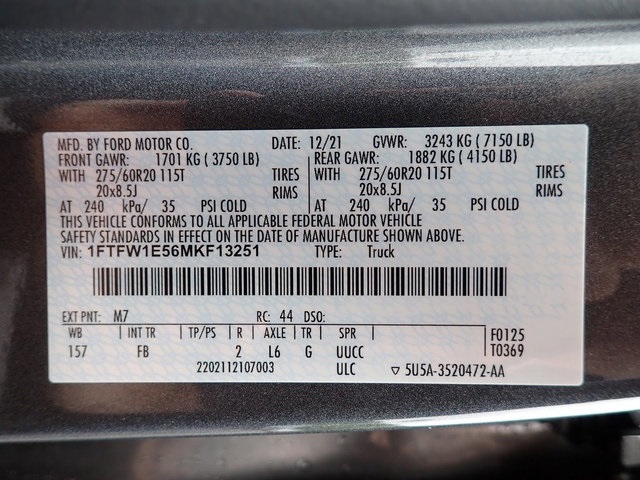 MFD. BY FORD MOTOR CO. DATE: 12/21 GVWR: 3243 KG ( 7150 LB)
FRONT GAWR: 1701 KG ( 3750 LB) REAR GAWR: 1882 KG ( 4150 LB)
WITH 275/60R20 115T TIRES WITH 275/60R20 115T TIRES
20x8.5J RIMS 20x8.5J RIMS
AT 240 kPa/ 35 PSI COLD AT 240 kPa/ 35 PSI COLD
THIS VEHICLE CONFORMS TO ALL APPLICABLE FEDERAL MOTOR VEHICLE
SAFETY STANDARDS IN EFFECT ON THE DATE OF MANUFACTURE SHOWN ABOVE.
VIN: 1FTFW1E56MKF13251 TYPE: Truck
EXT PNT: M7 RC: 44 DSO:
WB INT TR TP/PS R AXLE TR SPR F0125
157 FB 2 L6 G UUCC T0369
2202112107003 ULC ▽ 5U5A-3520472-AA